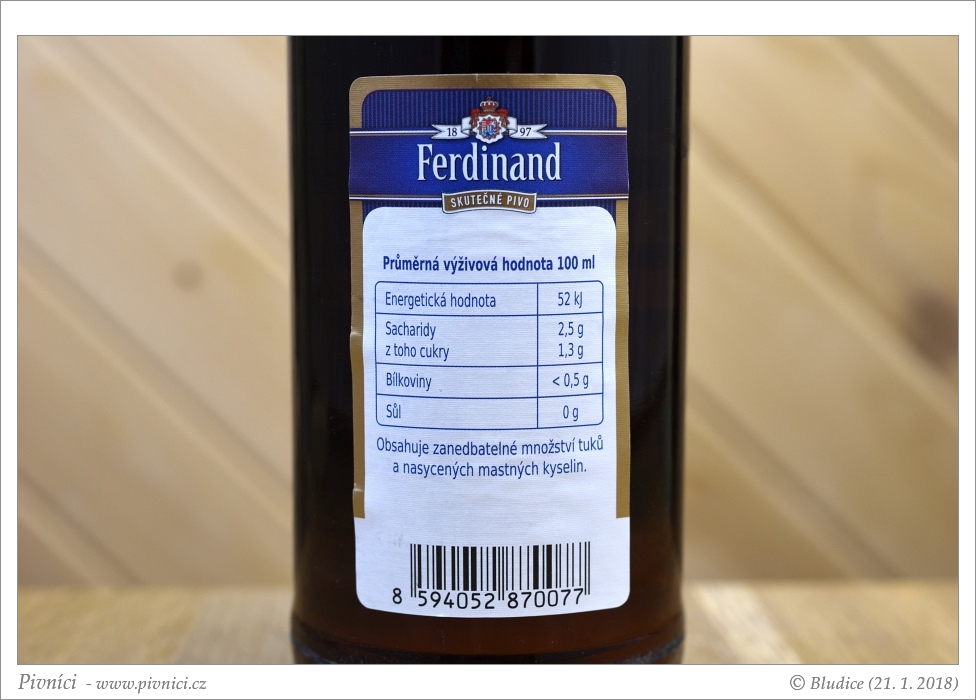 18 97
Ferdinand
SKUTEČNÉ PIVO
Průměrná výživová hodnota 100 ml
Energetická hodnota 52 kJ
Sacharidy 2,5 g
z toho cukry 1,3 g
Bílkoviny < 0,5 g
Sůl 0 g
Obsahuje zanedbatelné množství tuků
a nasycených mastných kyselin.
8 594052 870077
Pivníci - www.pivnici.cz © Bludice (21. 1. 2018)